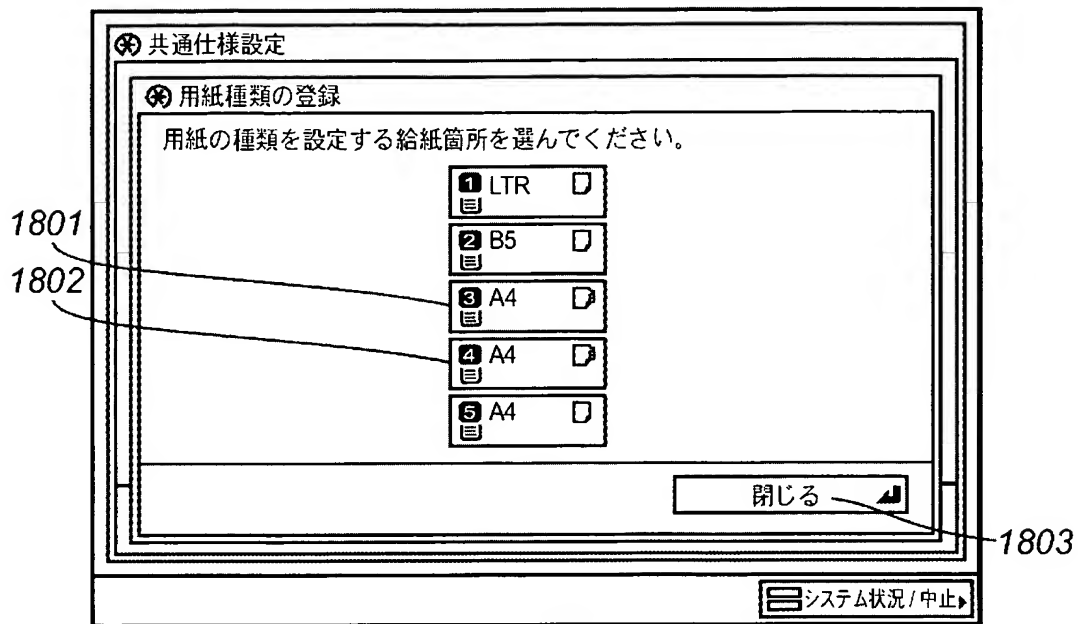 共通仕様設定
用紙種類の登録
用紙の種類を設定する給紙箇所を選んでください。
1 LTR
2 B5
1801
1802
3 A4
4 A4
5 A4
閉じる
1803
システム状況/中止